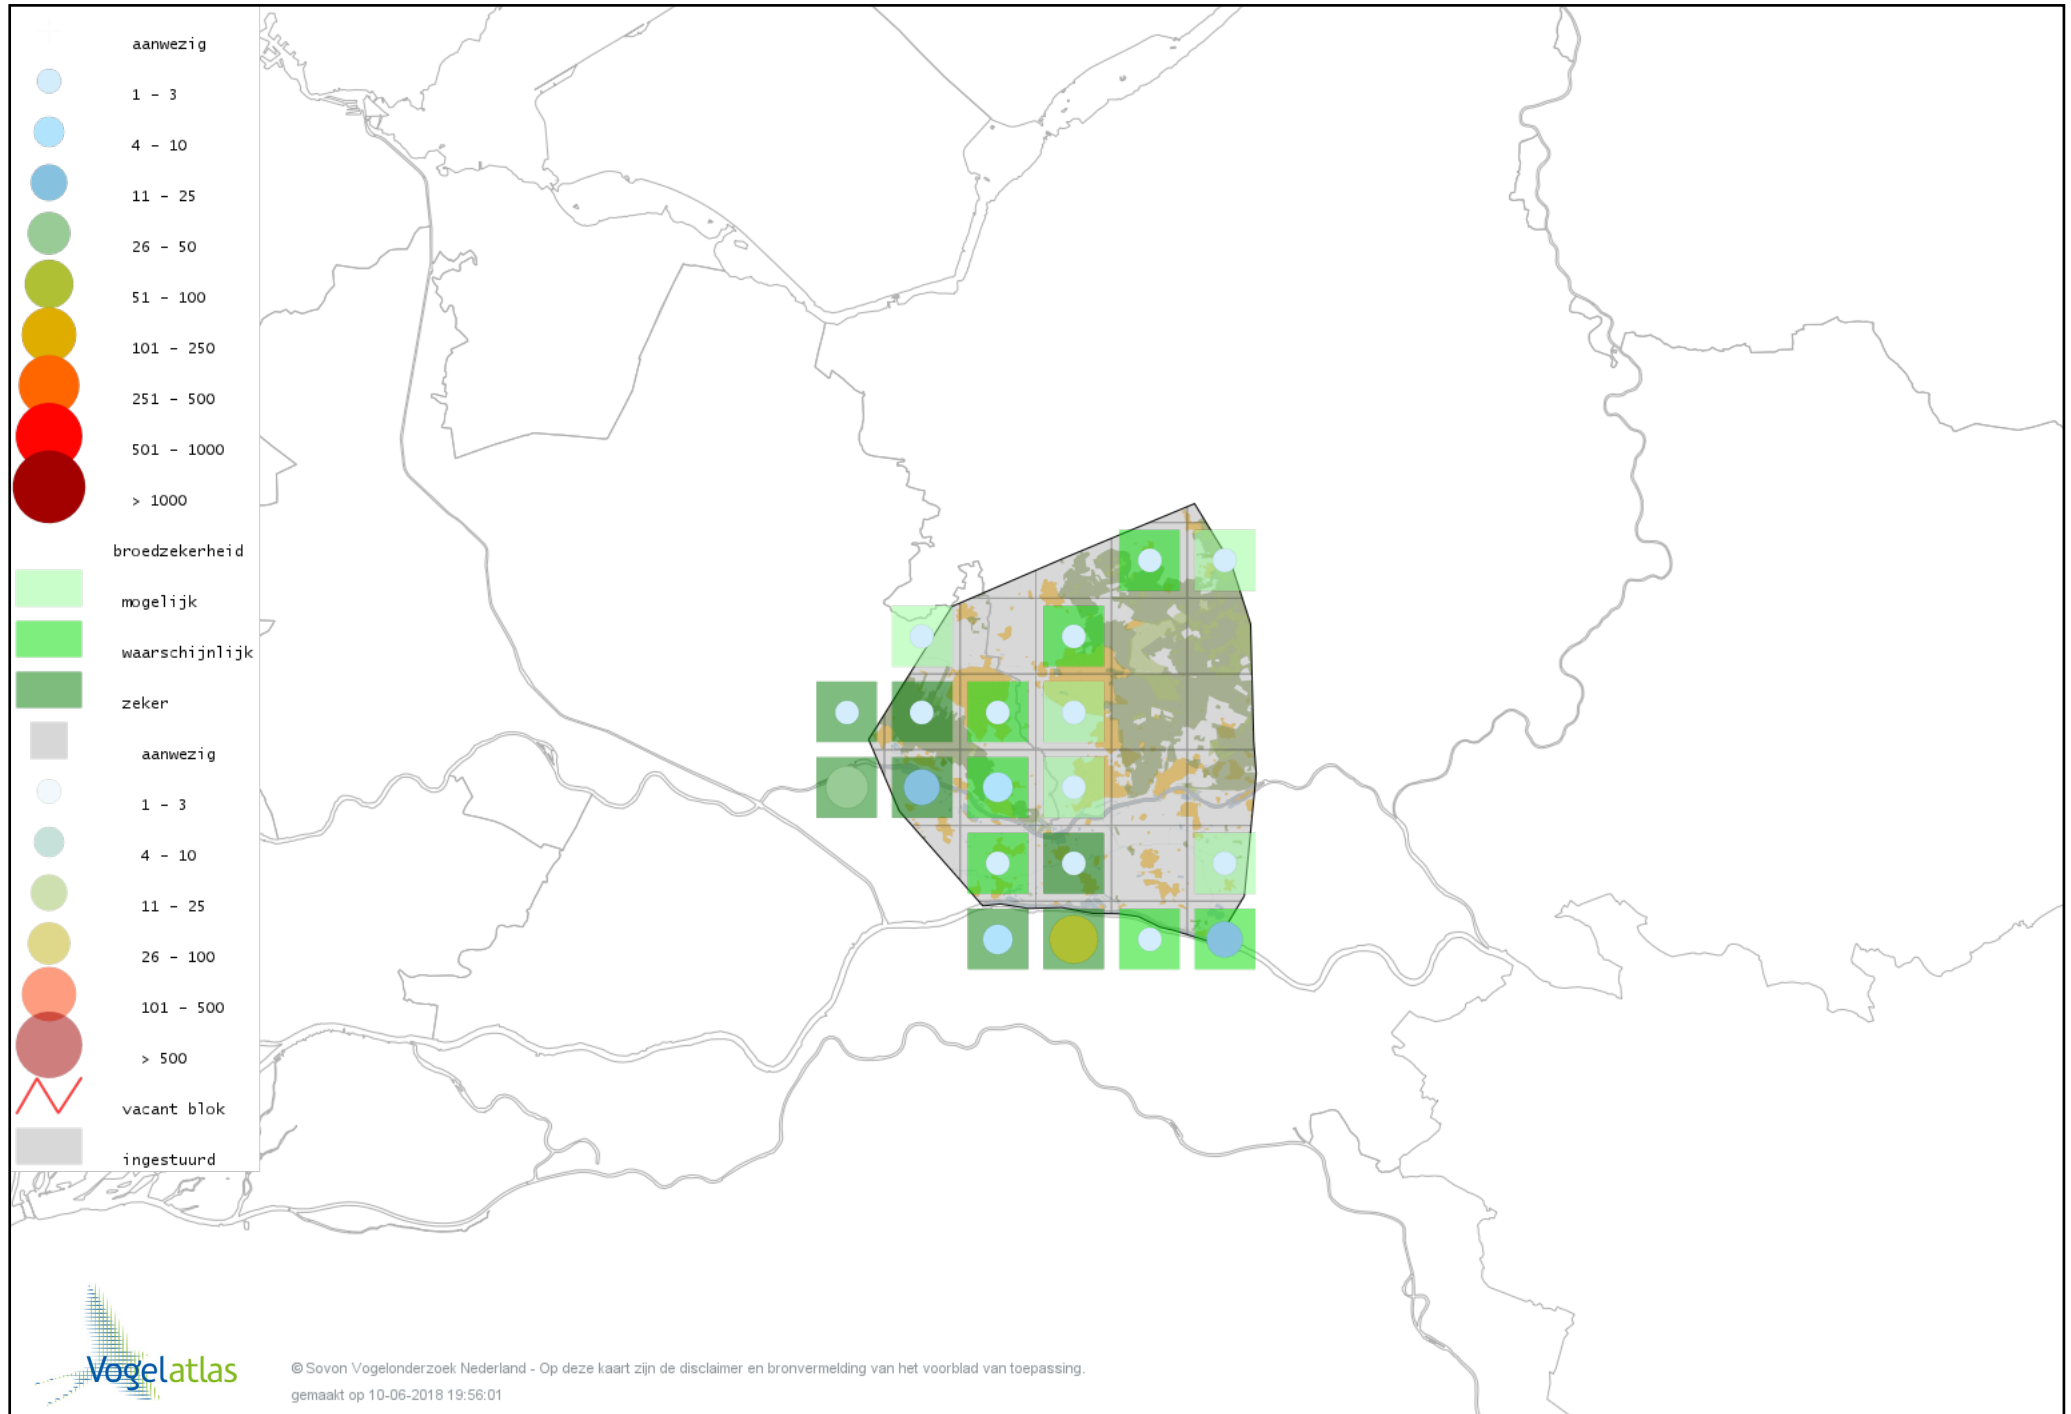 aanwezig
1 - 3
4 - 10
11 - 25
26 - 50
51 - 100
101 - 250
251 - 500
501 - 1000
> 1000
broedzekerheid
mogelijk
waarschijnlijk
zeker
aanwezig
1 - 3
4 - 10
11 - 25
26 - 100
101 - 500
> 500
vacant blok
ingestuurd
Vogelatlas
© Sovon Vogelonderzoek Nederland - Op deze kaart zijn de disclaimer en bronvermelding van het voorblad van toepassing.
gemaakt op 10-06-2018 19:56:01